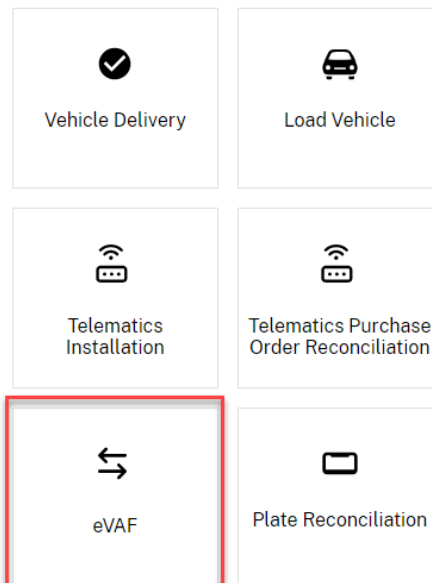 Vehicle Delivery
Load Vehicle
Telematics
Installation
Telematics Purchase
Order Reconciliation
eVAF
Plate Reconciliation